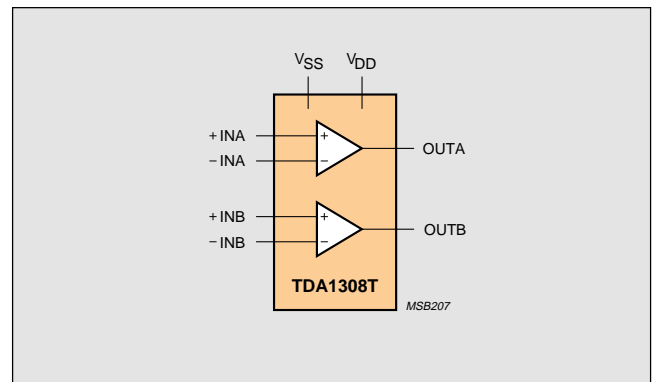 VSS VDD
+INA
−INA
+
−
OUTA
+INB
−INB
+
−
OUTB
TDA1308T
MSB207